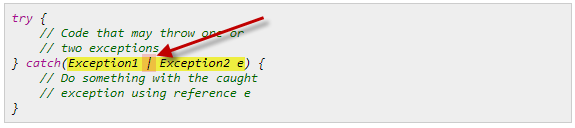 try {
// Code that may throw one or
// two exceptions
} catch(Exception1 | Exception2 e) {
// Do something with the caught
// exception using reference e
}